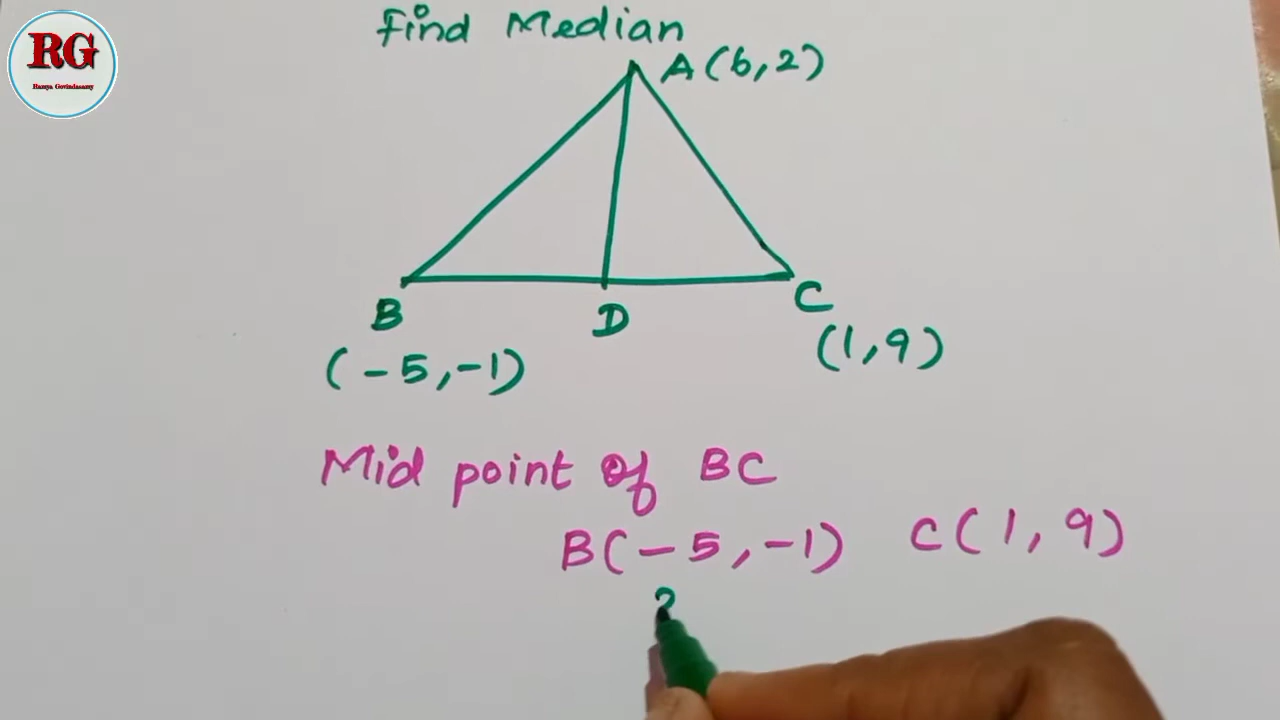 RG
Ramya Govindasamy
Find Median
A(6,2)
B
D
C
(-5,-1)
(1,9)
Mid point of BC
B(-5,-1) C(1,9)